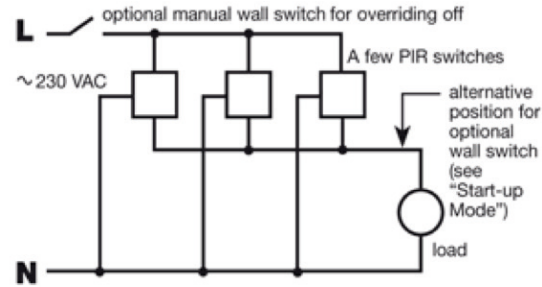 L
optional manual wall switch for overriding off
A few PIR switches
~ 230 VAC
alternative
position for
optional
wall switch
(see
"Start-up
Mode")
load
N